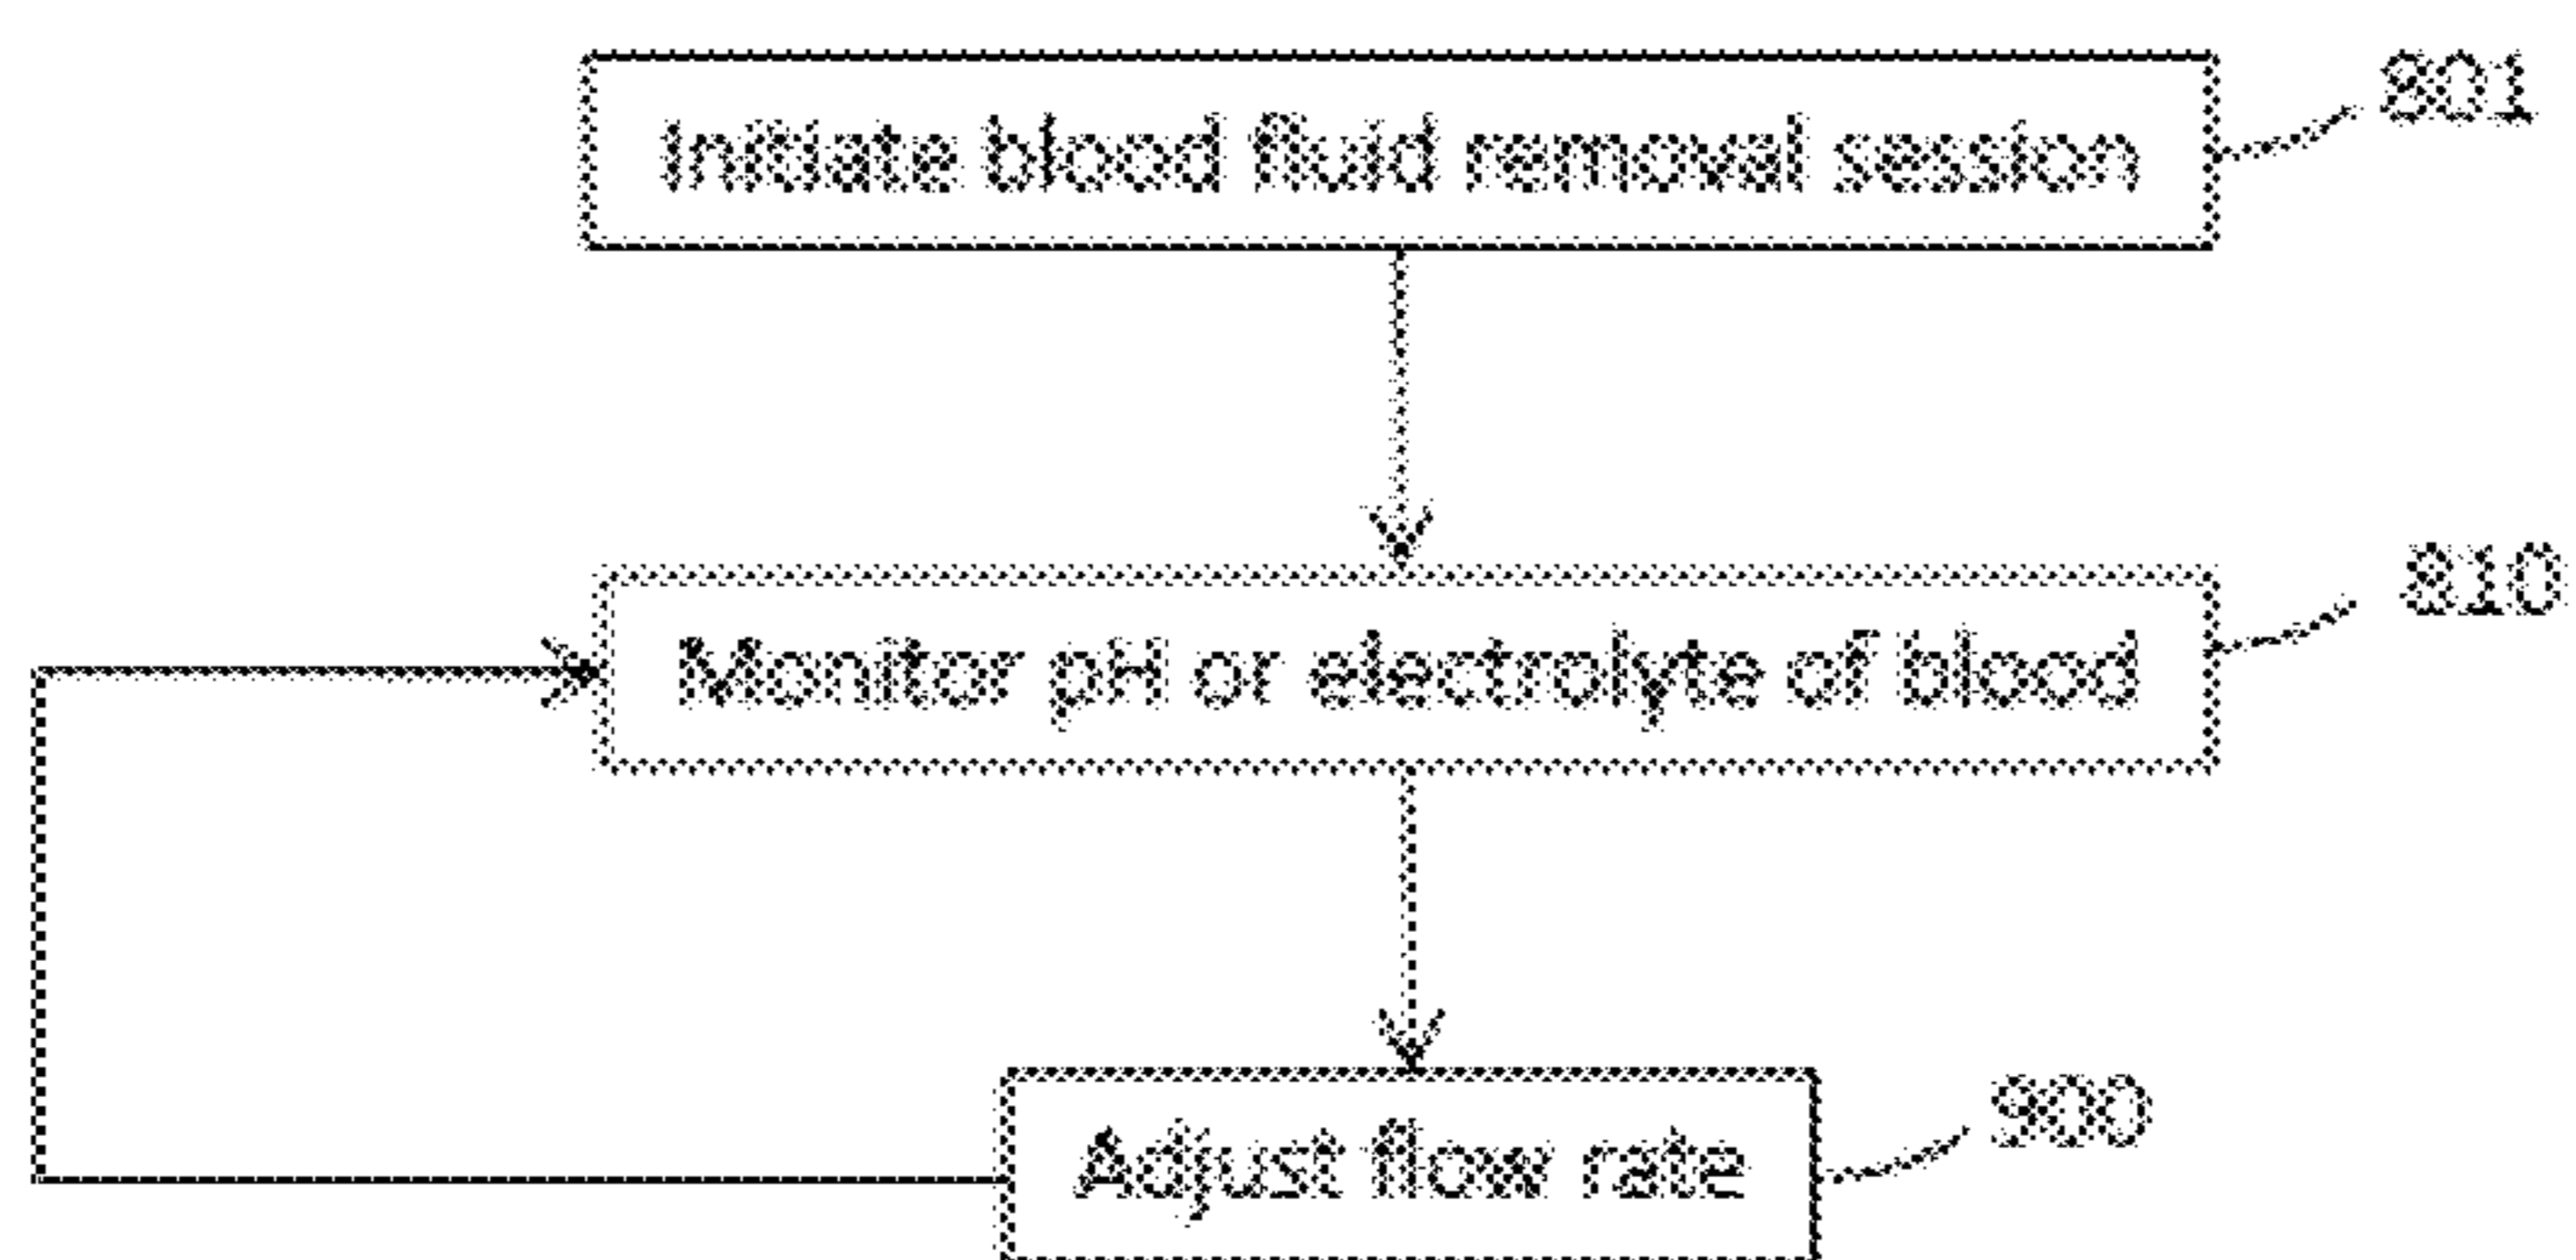 Initiate blood fluid removal session 801
Monitor pH or electrolyte of blood 810
Adjust flow rate 900